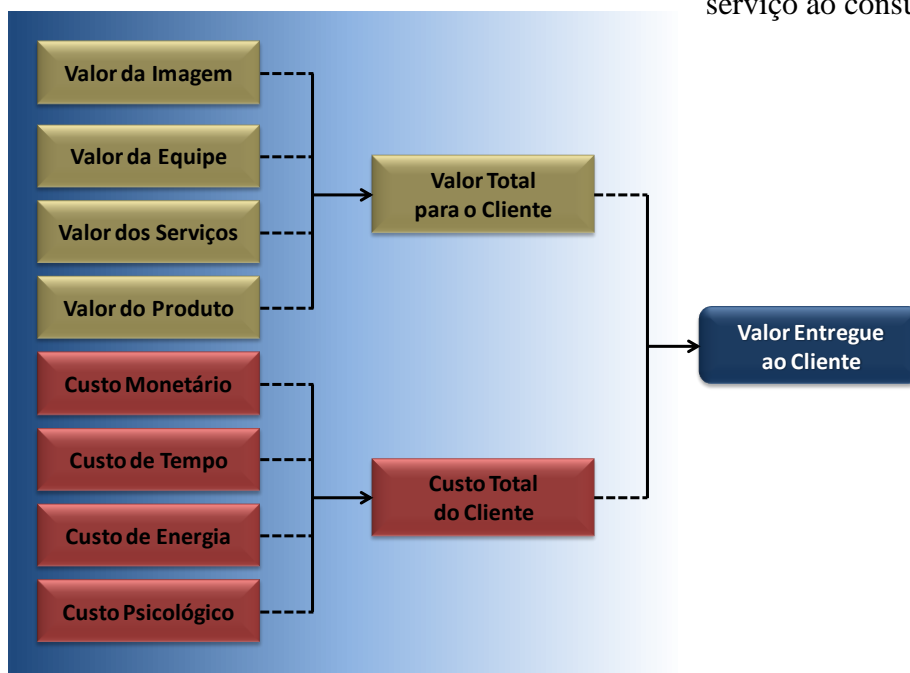 serviço ao
Valor da Imagem
Valor da Equipe
Valor dos Serviços
Valor do Produto
Custo Monetário
Custo de Tempo
Custo de Energia
Custo Psicológico
Valor Total
para o Cliente
Custo Total
do Cliente
Valor Entregue
ao Cliente